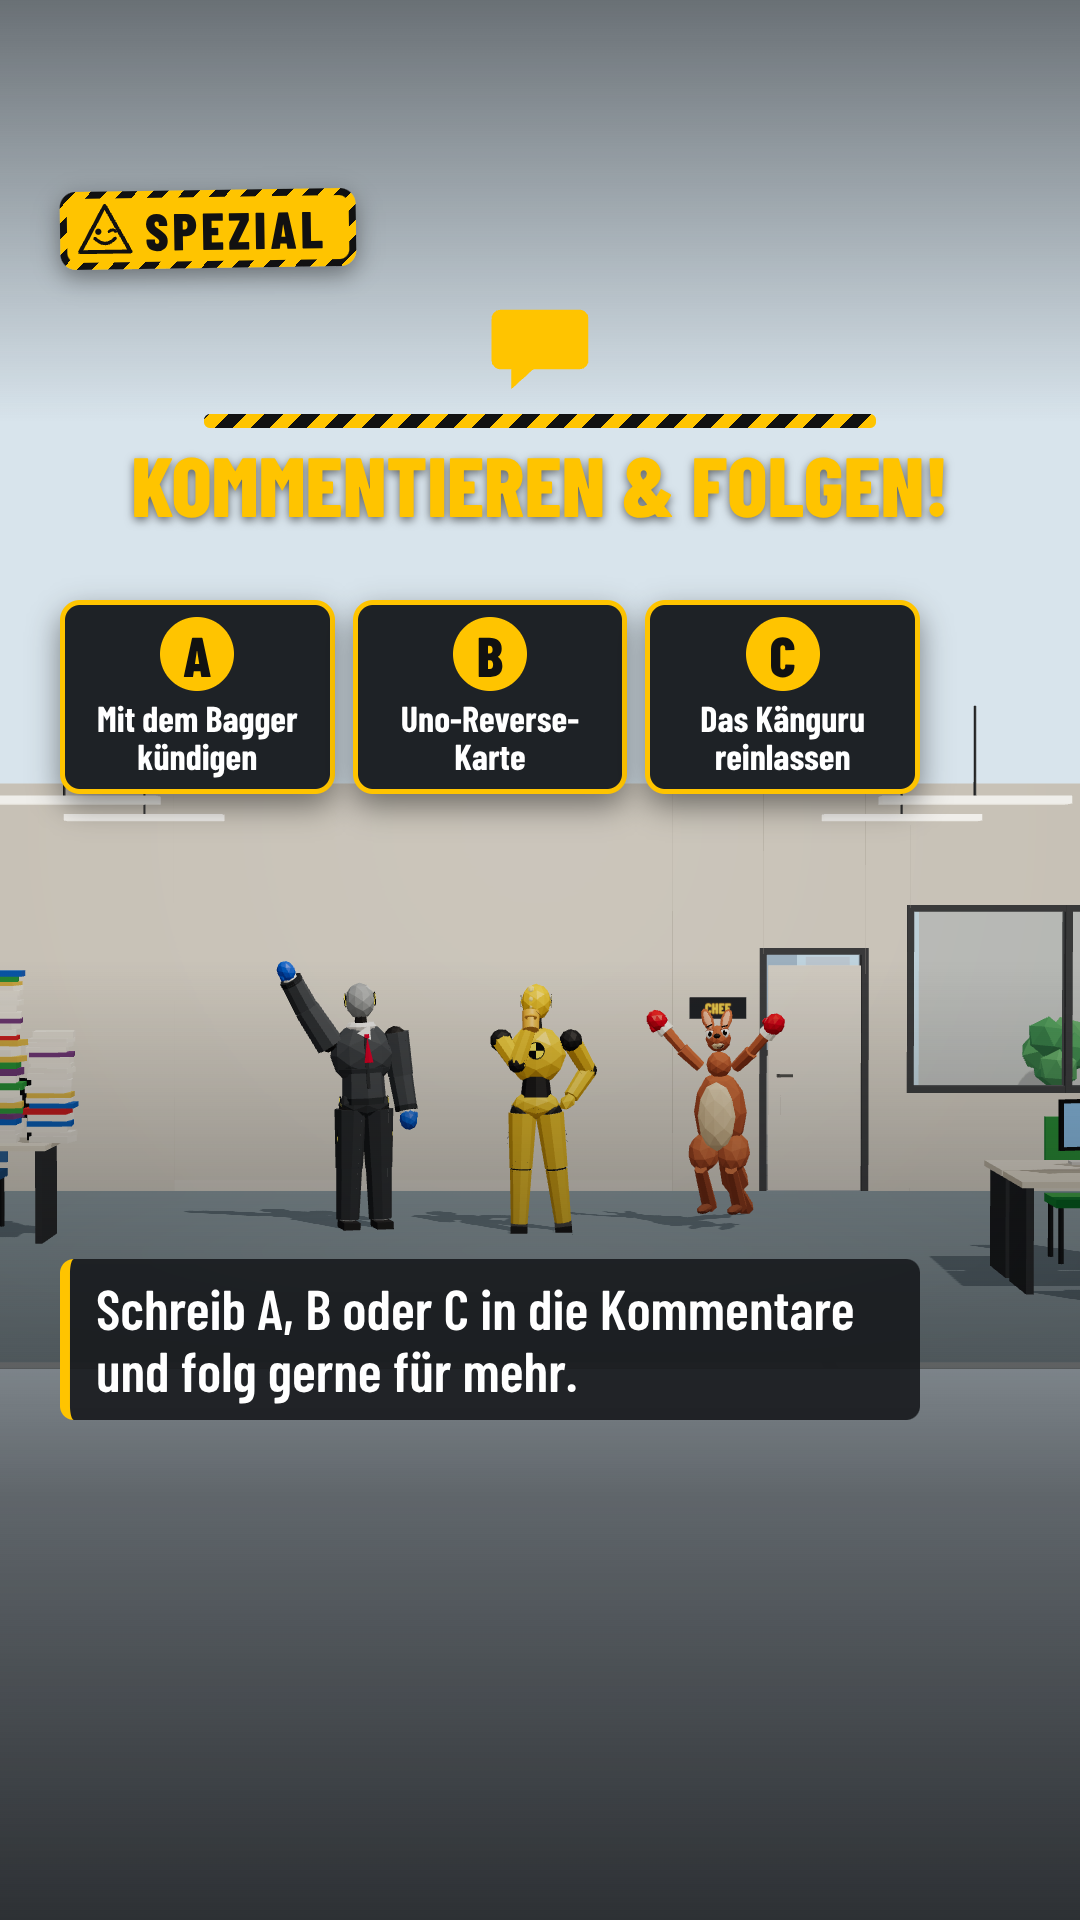 SPEZIAL
KOMMENTIEREN & FOLGEN!
A
Mit dem Bagger
kündigen
B
Uno-Reverse-
Karte
C
Das Känguru
reinlassen
CHEF
Schreib A, B oder C in die Kommentare
und folg gerne für mehr.